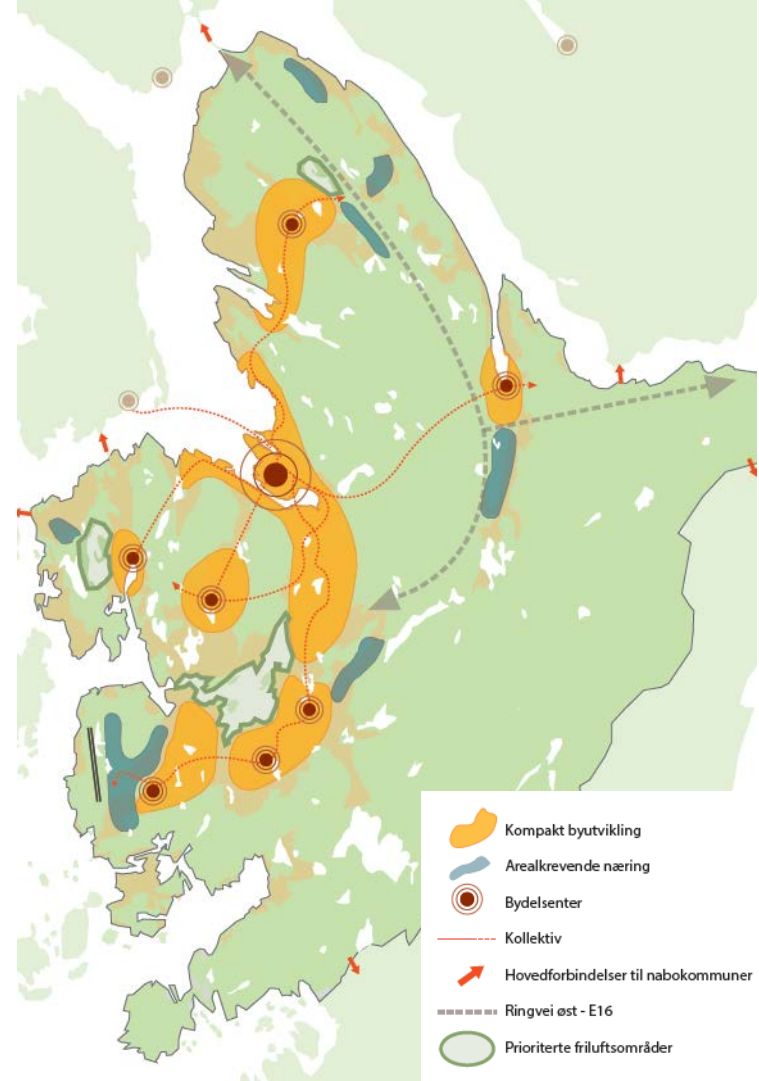 Kompakt byutvikling
Arealkrevende næring
Bydelsenter
Kollektiv
Hovedforbindelser til nabokommuner
Ringvei øst - E16
Prioriterte friluftsområder